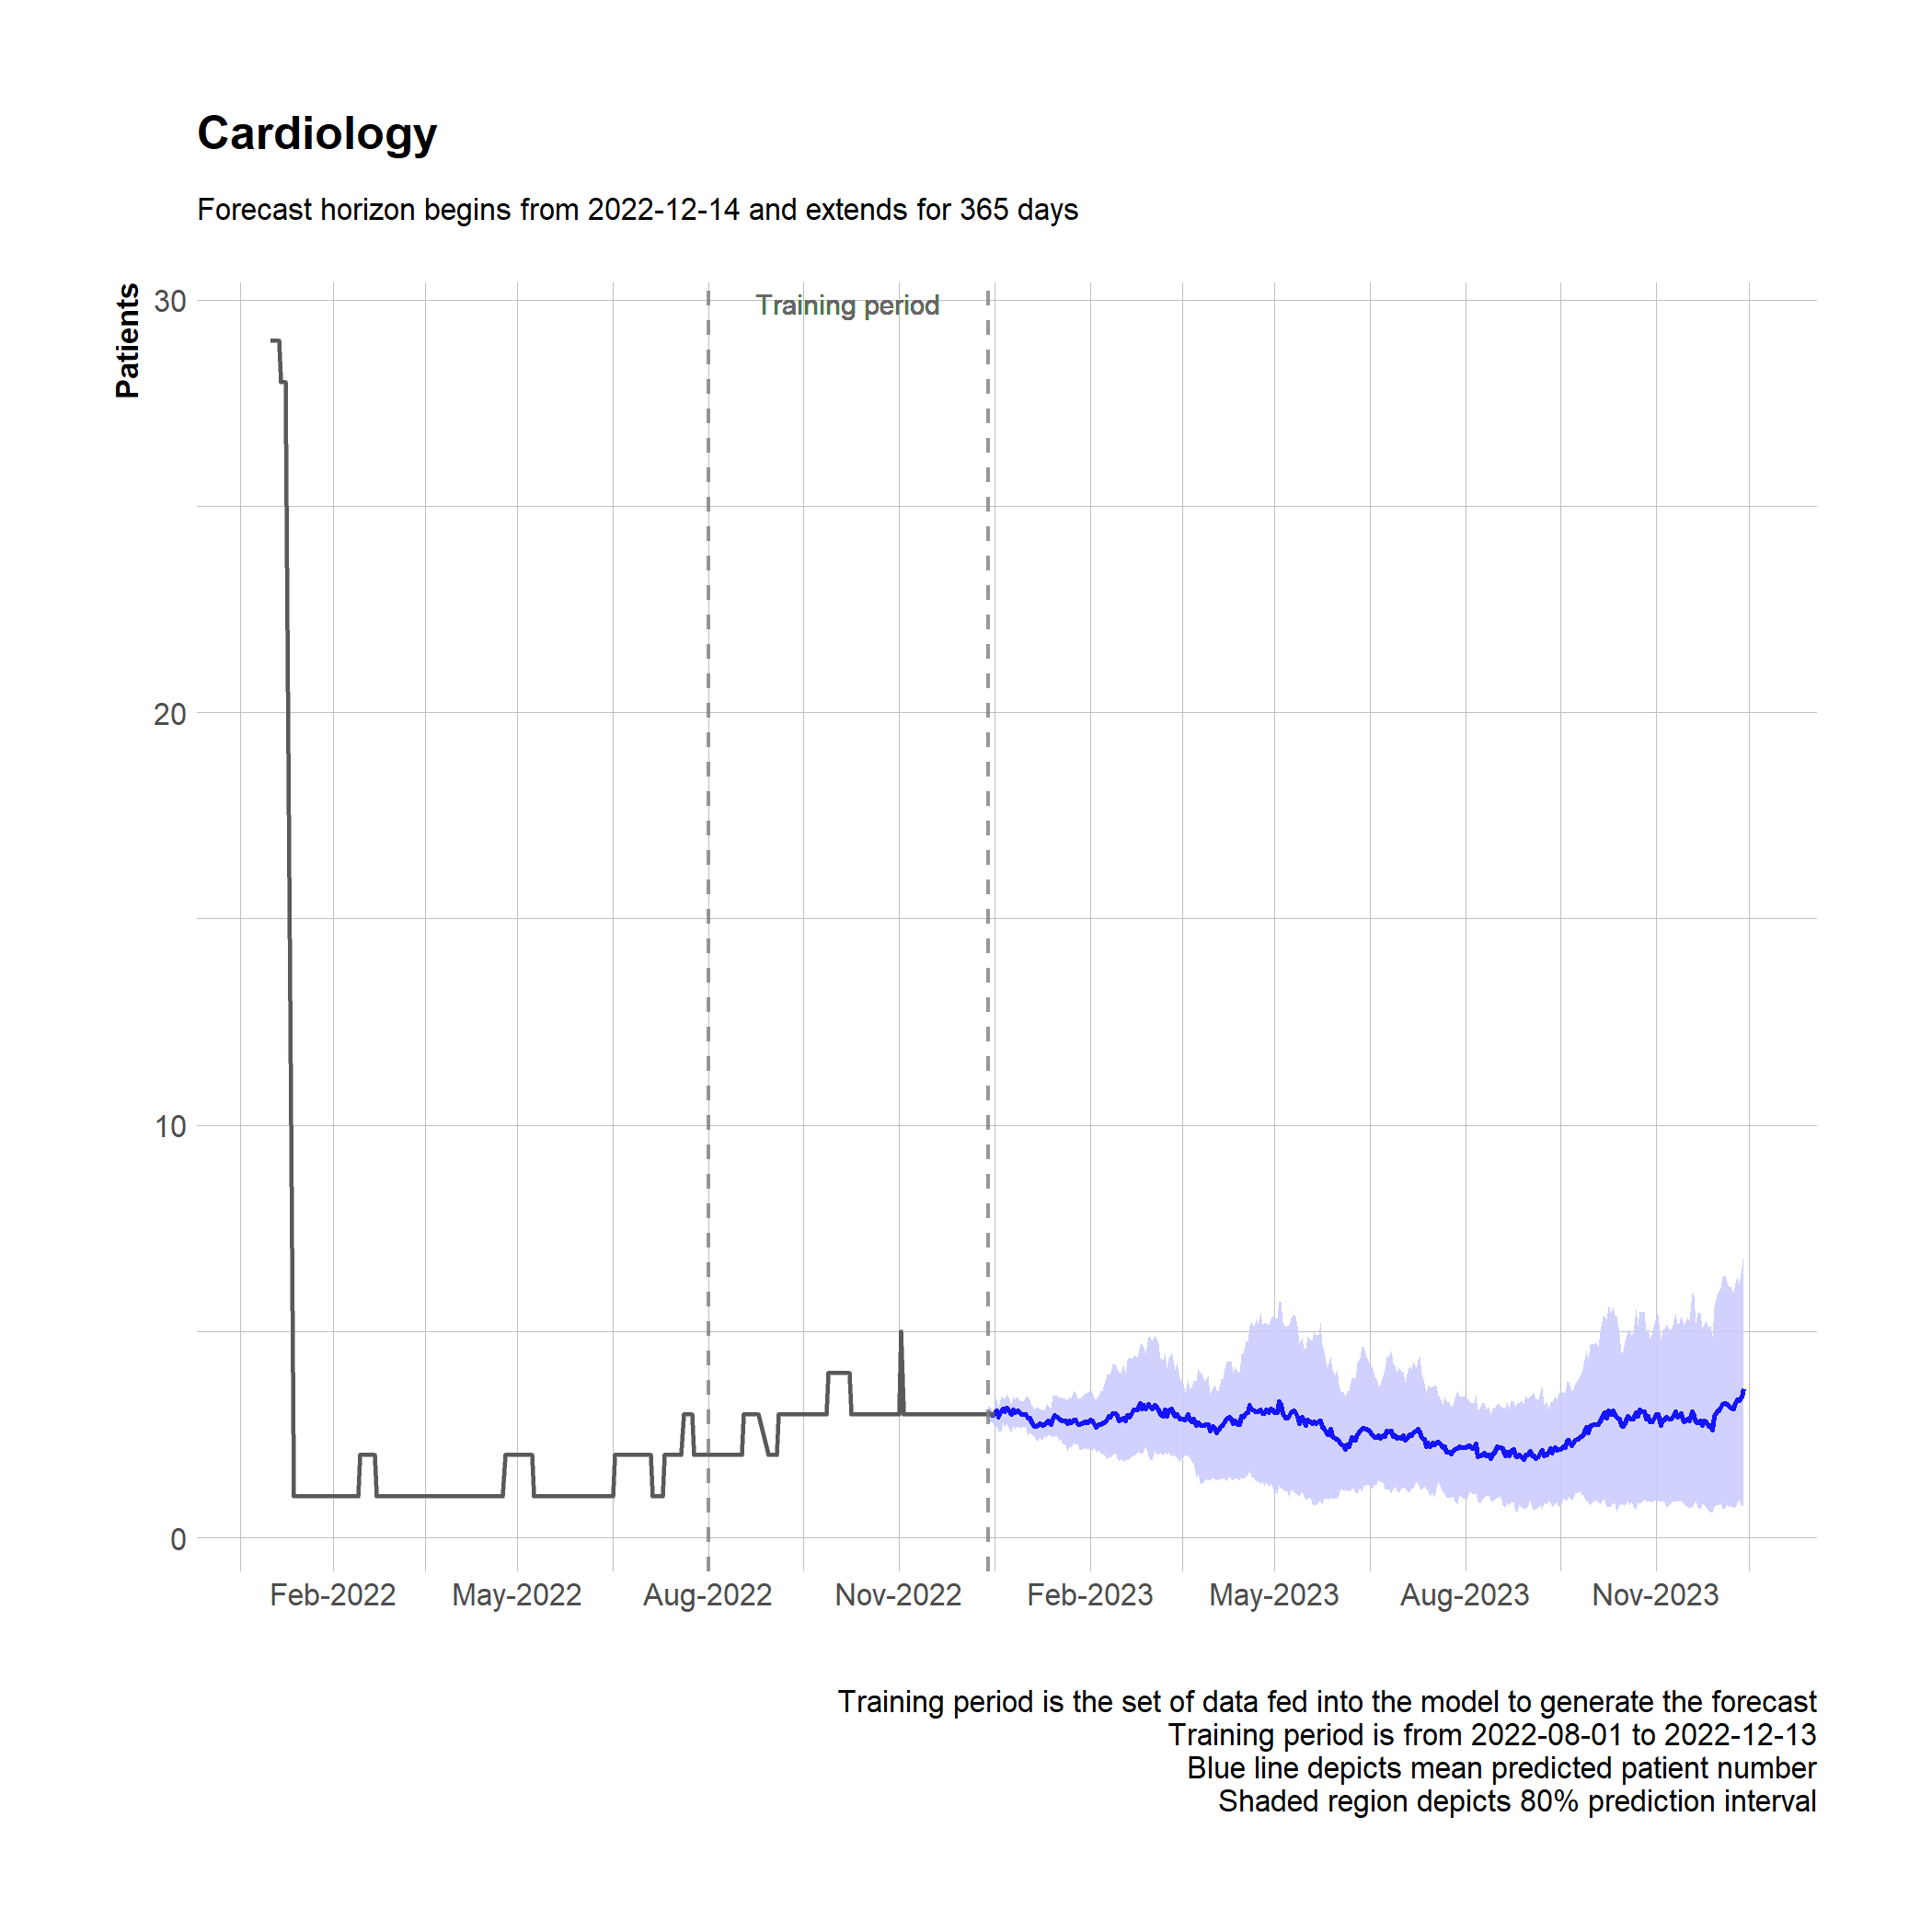 Cardiology
Forecast horizon begins from 2022-12-14 and extends for 365 days
Patients
30
20
10
0
Training period
Feb-2022
May-2022
Aug-2022
Nov-2022
Feb-2023
May-2023
Aug-2023
Nov-2023
Training period is the set of data fed into the model to generate the forecast
Training period is from 2022-08-01 to 2022-12-13
Blue line depicts mean predicted patient number
Shaded region depicts 80% prediction interval